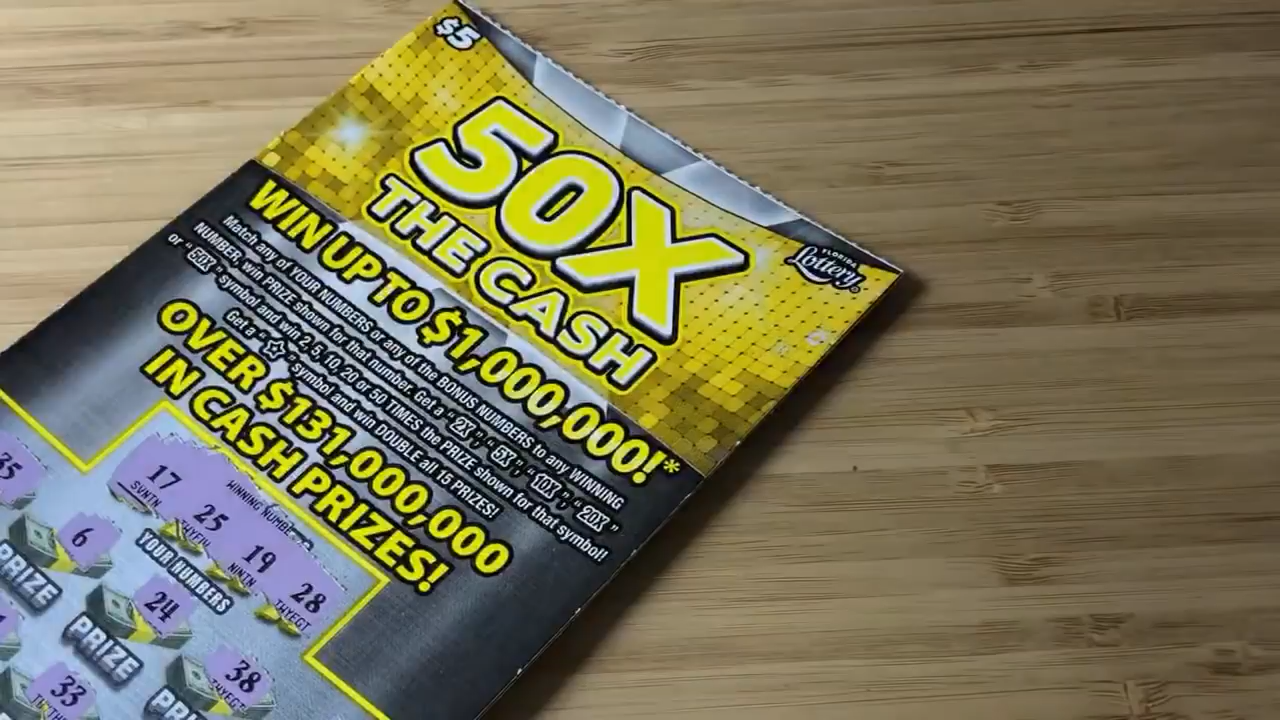 $5
50X
THE CASH
FLORIDA
Lottery®
WIN UP TO $1,000,000!*
Match any of YOUR NUMBERS or any of the BONUS NUMBERS to any WINNING
NUMBER, win PRIZE shown for that number. Get a "2X", "5X", "10X", "20X"
or "50X" symbol and win 2, 5, 10, 20 or 50 TIMES the PRIZE shown for that symbol!
Get a "☆" symbol and win DOUBLE all 15 PRIZES!
OVER $131,000,000
IN CASH PRIZES!
WINNING NUMBERS
17 25 19 28
SVNTN
NINTN THYEGT
YOUR NUMBERS
35
6 24 38
THYEGT
PRIZE PRIZE
33